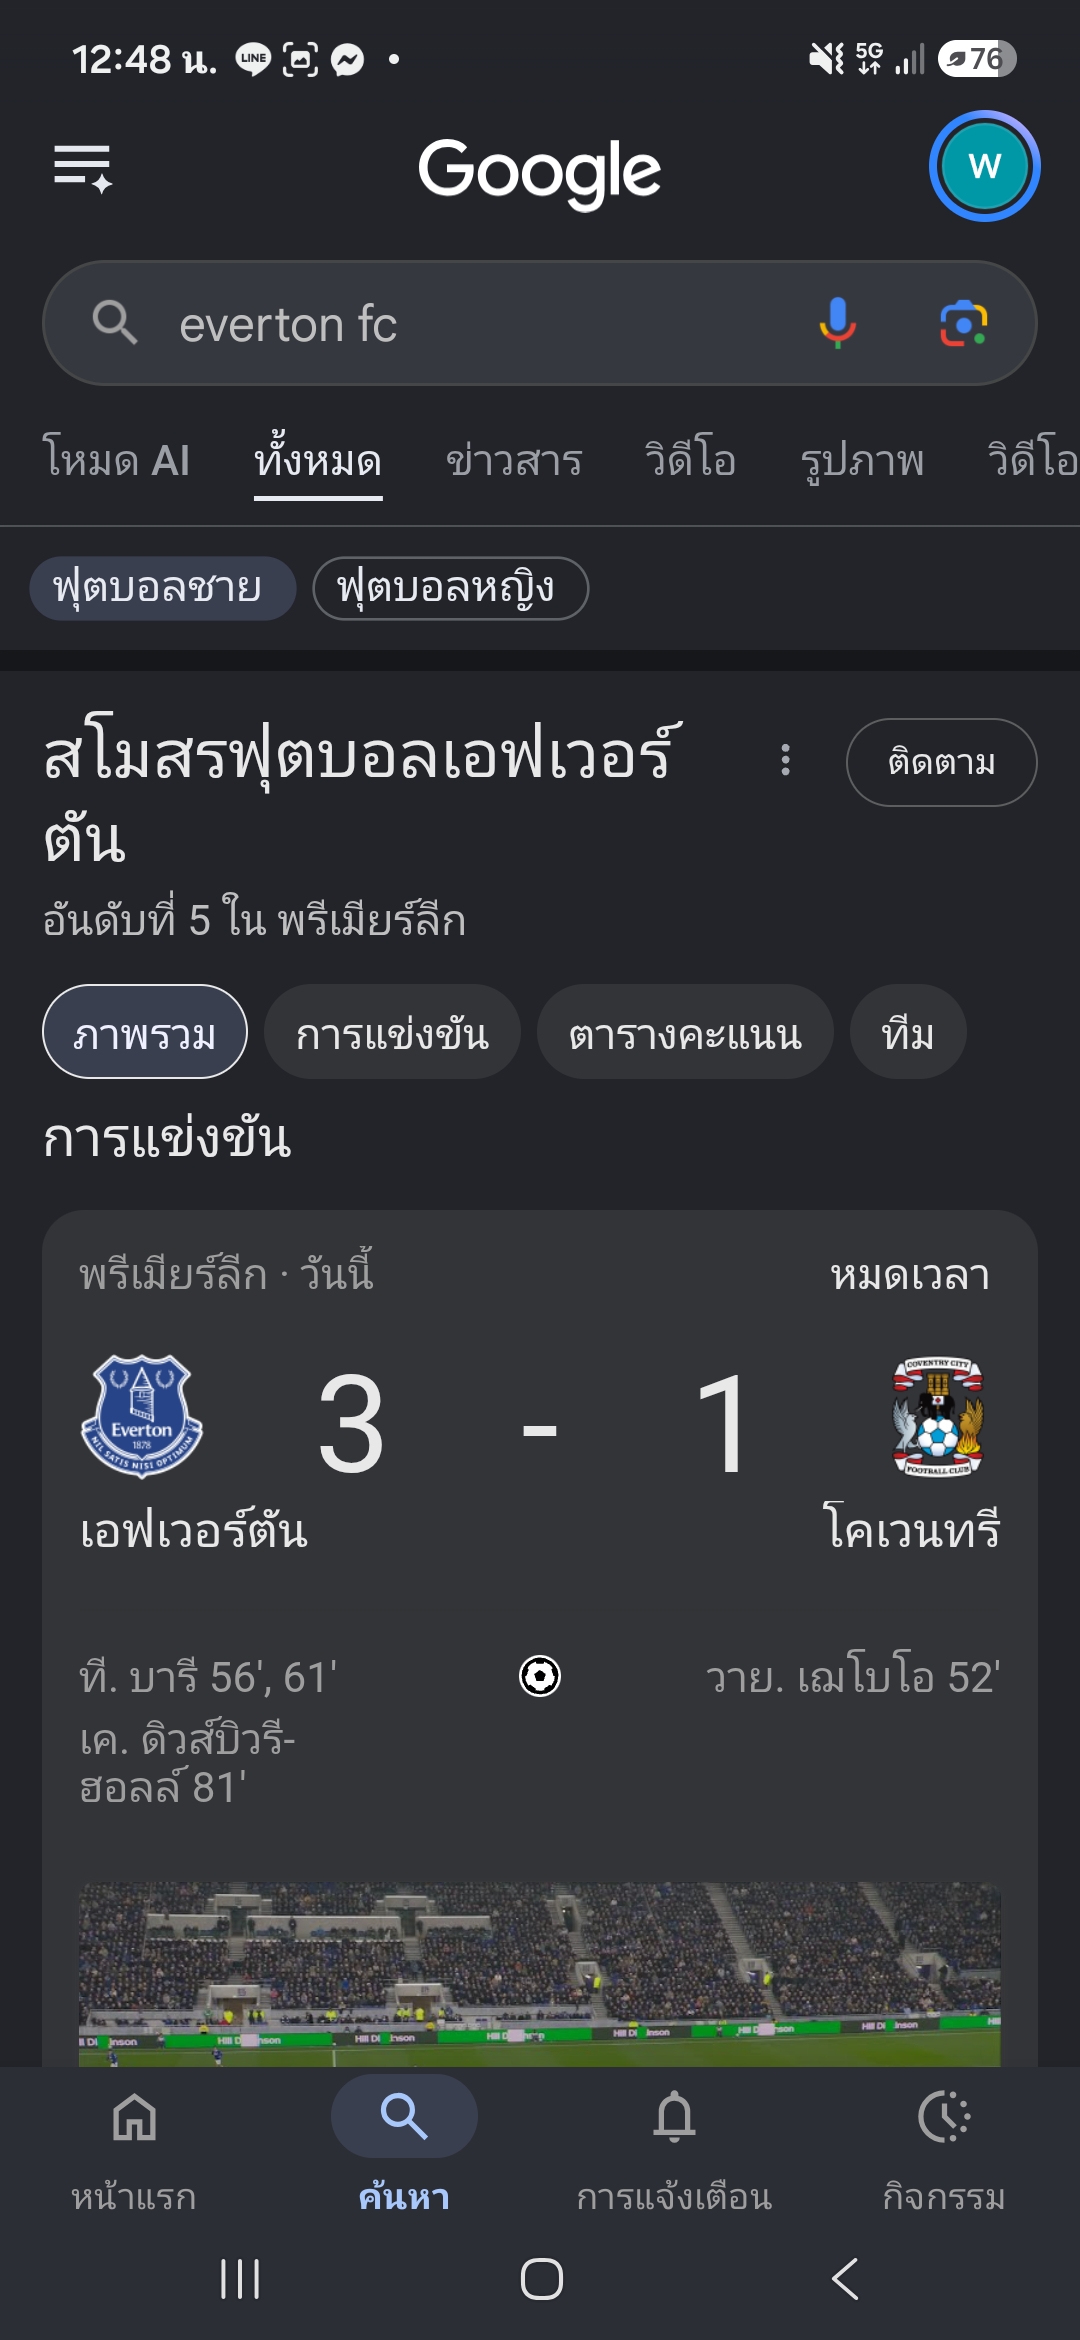 12:48 น. LINE 5G 76
Google W
everton fc
โหมด AI ทั้งหมด ข่าวสาร วิดีโอ รูปภาพ วิดีโอ
ฟุตบอลชาย ฟุตบอลหญิง
สโมสรฟุตบอลเอฟเวอร์
ตัน
ติดตาม
อันดับที่ 5 ใน พรีเมียร์ลีก
ภาพรวม การแข่งขัน ตารางคะแนน ทีม
การแข่งขัน
พรีเมียร์ลีก · วันนี้ หมดเวลา
Everton
1878
NIL SATIS NISI OPTIMUM
3 - 1
COVENTRY CITY
FOOTBALL CLUB
เอฟเวอร์ตัน โคเวนทรี
ที. บารี 56', 61' วาย. เฌโบโอ 52'
เค. ดิวส์บิวรี-
ฮอลล์ 81'
หน้าแรก ค้นหา การแจ้งเตือน กิจกรรม